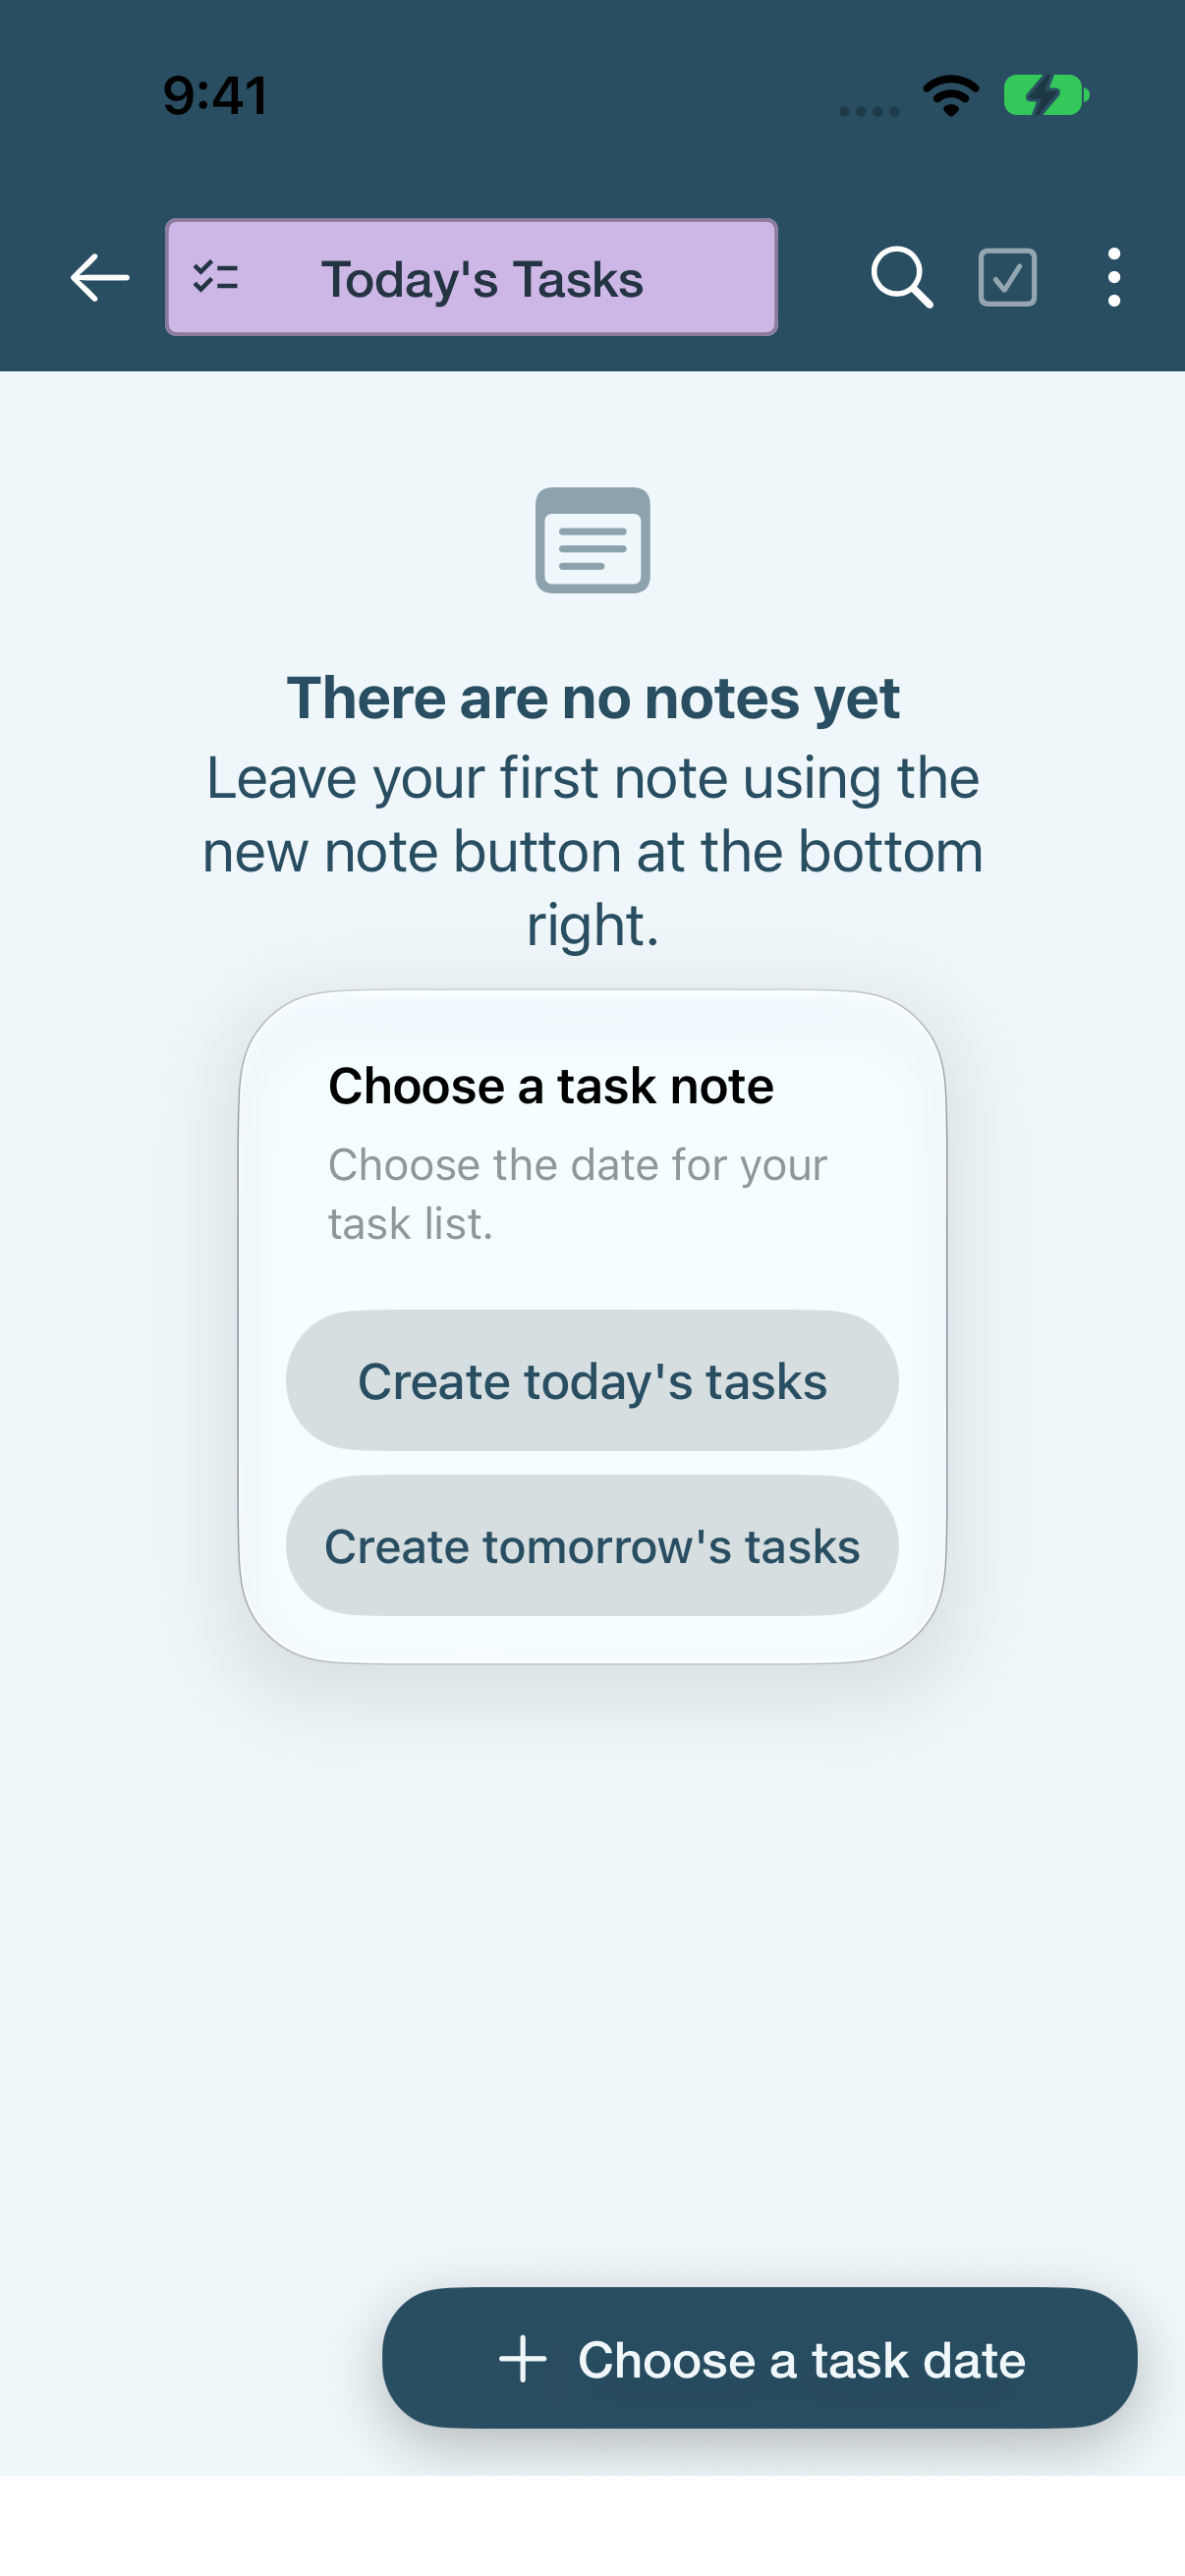 9:41
Today's Tasks
There are no notes yet
Leave your first note using the
new note button at the bottom
right.
Choose a task note
Choose the date for your
task list.
Create today's tasks
Create tomorrow's tasks
Choose a task date